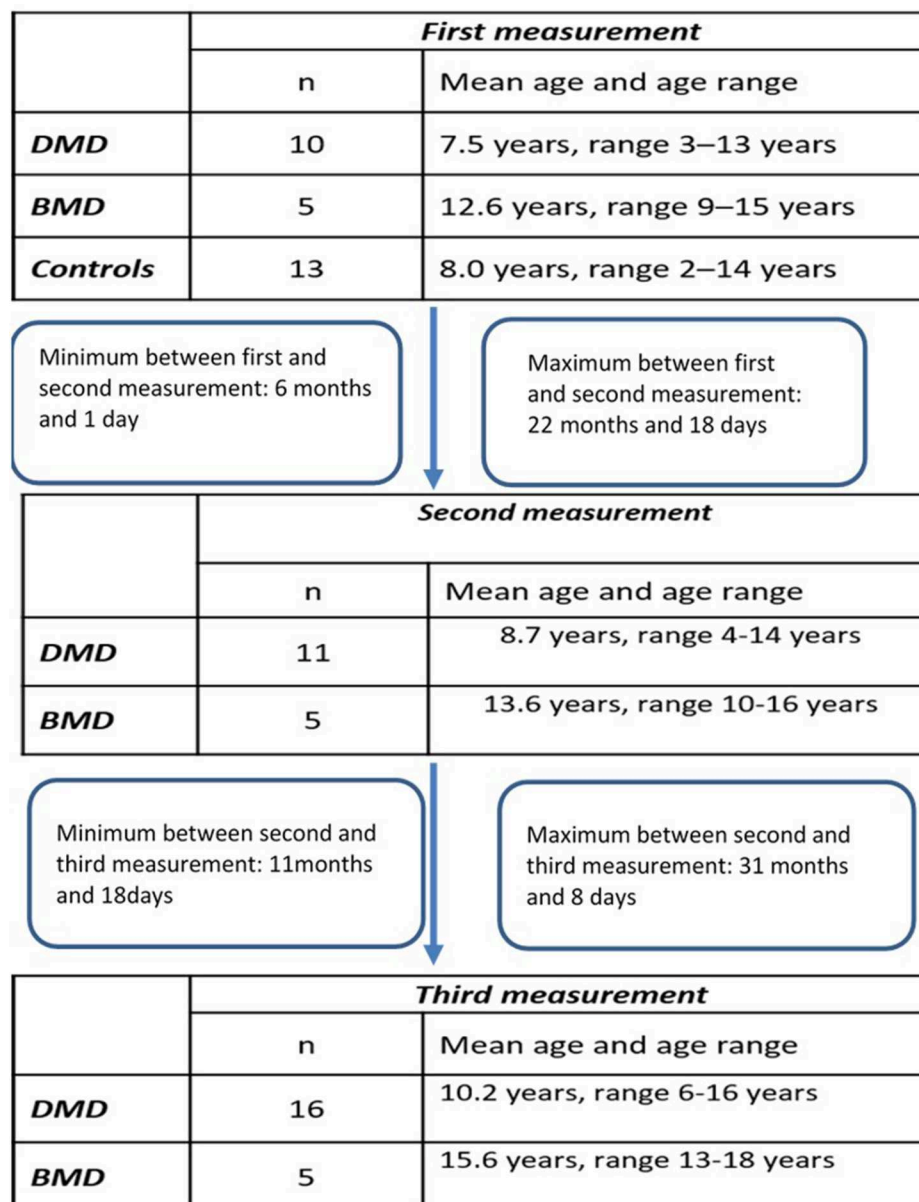 First measurement
n Mean age and age range
DMD 10 7.5 years, range 3–13 years
BMD 5 12.6 years, range 9–15 years
Controls 13 8.0 years, range 2–14 years
Minimum between first and
second measurement: 6 months
and 1 day
Maximum between first
and second measurement:
22 months and 18 days
Second measurement
n Mean age and age range
DMD 11 8.7 years, range 4-14 years
BMD 5 13.6 years, range 10-16 years
Minimum between second and
third measurement: 11months
and 18days
Maximum between second and
third measurement: 31 months
and 8 days
Third measurement
n Mean age and age range
DMD 16 10.2 years, range 6-16 years
BMD 5 15.6 years, range 13-18 years